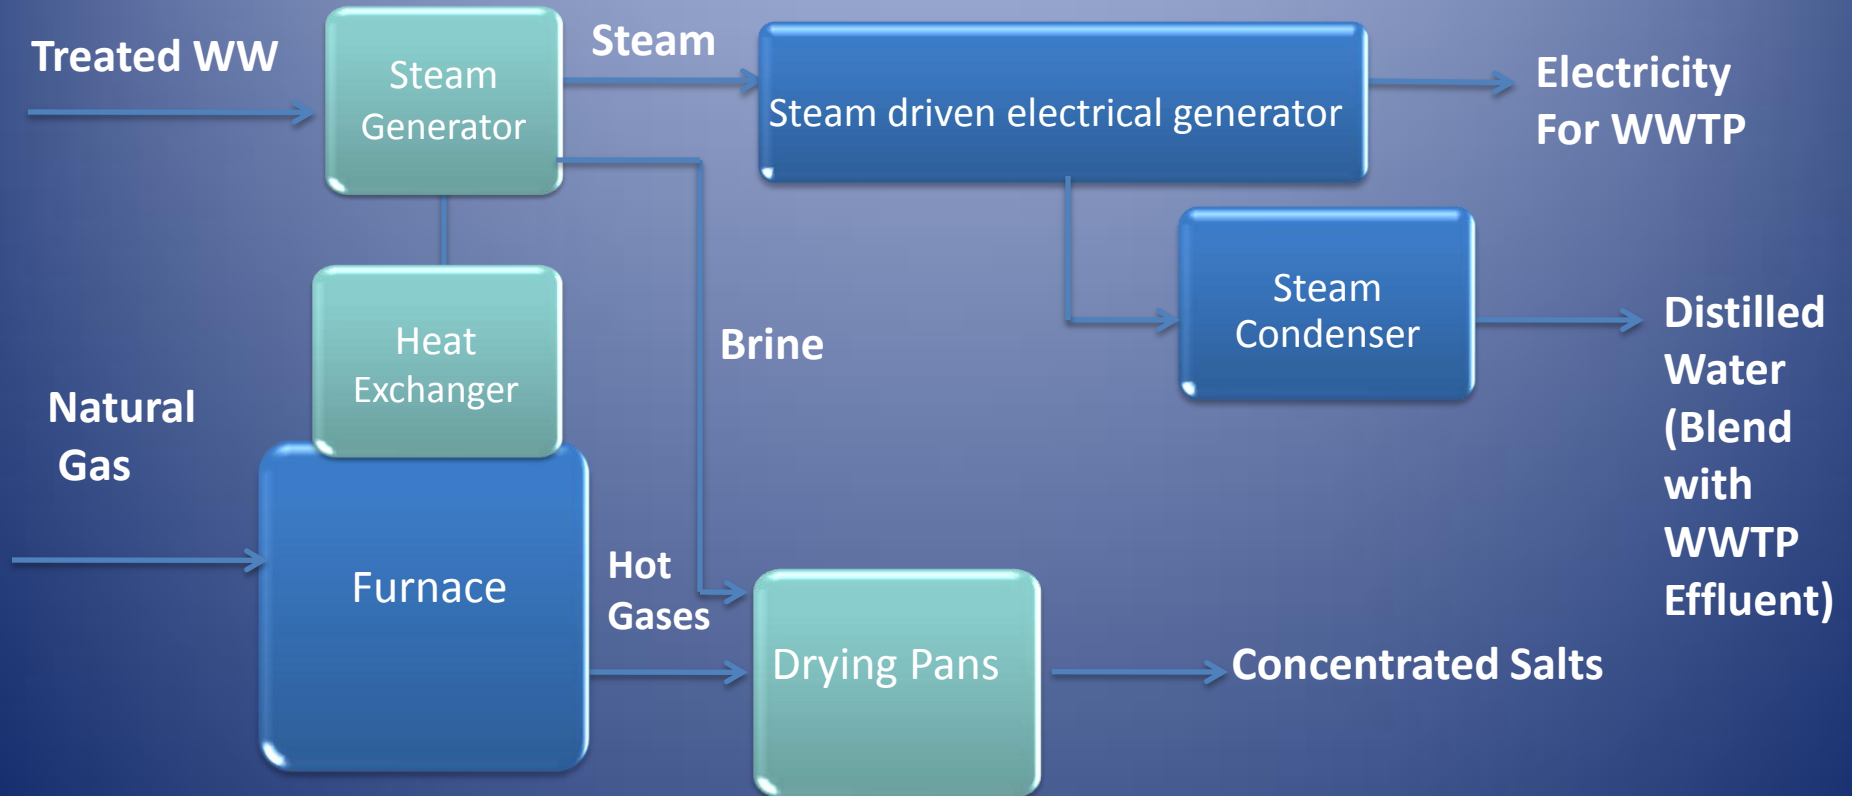 Treated WW
Steam
Generator
Steam
Steam driven electrical generator
Electricity
For WWTP
Heat
Exchanger
Brine
Steam
Condenser
Distilled
Water
(Blend
with
WWTP
Effluent)
Natural
Gas
Furnace
Hot
Gases
Drying Pans
Concentrated Salts